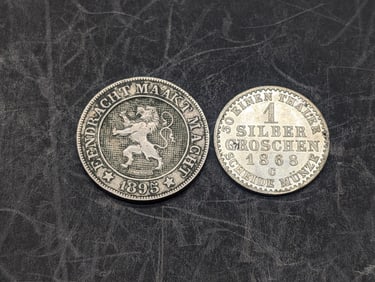 ★ EENDRACHT MAAKT MACHT ★
1895
30 EINEN THALER
1
SILBER
GROSCHEN
1868
C
SCHEIDE MÜNZE